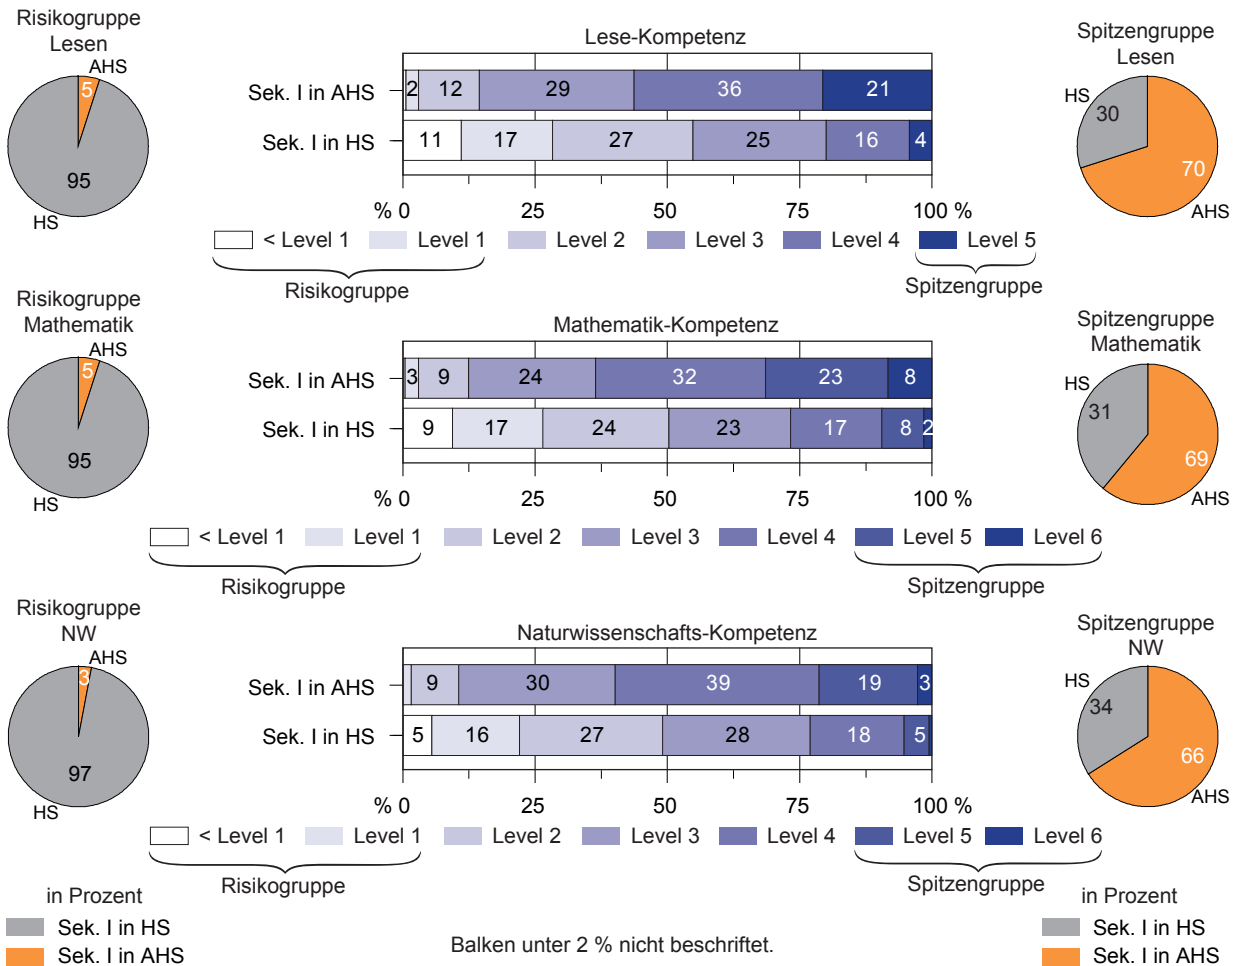 Risikogruppe
Lesen
AHS
5
95
HS
Lese-Kompetenz
Sek. I in AHS
2 12 29 36 21
Sek. I in HS
11 17 27 25 16 4
% 0 25 50 75 100 %
< Level 1 Level 1 Level 2 Level 3 Level 4 Level 5
Risikogruppe
Spitzengruppe
Spitzengruppe
Lesen
HS
30
70
AHS
Risikogruppe
Mathematik
AHS
5
95
HS
Mathematik-Kompetenz
Sek. I in AHS
3 9 24 32 23 8
Sek. I in HS
9 17 24 23 17 8 2
% 0 25 50 75 100 %
< Level 1 Level 1 Level 2 Level 3 Level 4 Level 5 Level 6
Risikogruppe
Spitzengruppe
Spitzengruppe
Mathematik
HS
31
69
AHS
Risikogruppe
NW
AHS
3
97
HS
Naturwissenschafts-Kompetenz
Sek. I in AHS
9 30 39 19 3
Sek. I in HS
5 16 27 28 18 5
% 0 25 50 75 100 %
< Level 1 Level 1 Level 2 Level 3 Level 4 Level 5 Level 6
Risikogruppe
Spitzengruppe
Spitzengruppe
NW
HS
34
66
AHS
in Prozent
Sek. I in HS
Sek. I in AHS
Balken unter 2 % nicht beschriftet.
in Prozent
Sek. I in HS
Sek. I in AHS